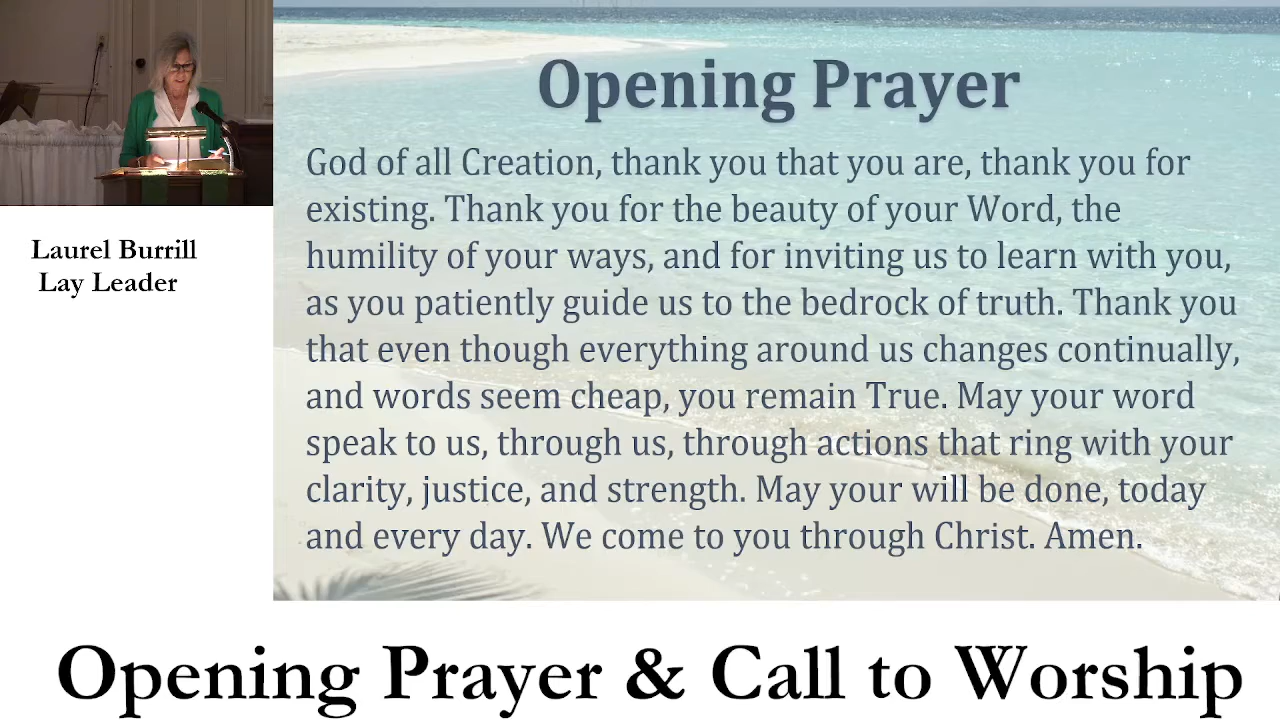 Opening Prayer
God of all Creation, thank you that you are, thank you for
existing. Thank you for the beauty of your Word, the
humility of your ways, and for inviting us to learn with you,
as you patiently guide us to the bedrock of truth. Thank you
that even though everything around us changes continually,
and words seem cheap, you remain True. May your word
speak to us, through us, through actions that ring with your
clarity, justice, and strength. May your will be done, today
and every day. We come to you through Christ. Amen.
Laurel Burrill
Lay Leader
Opening Prayer & Call to Worship